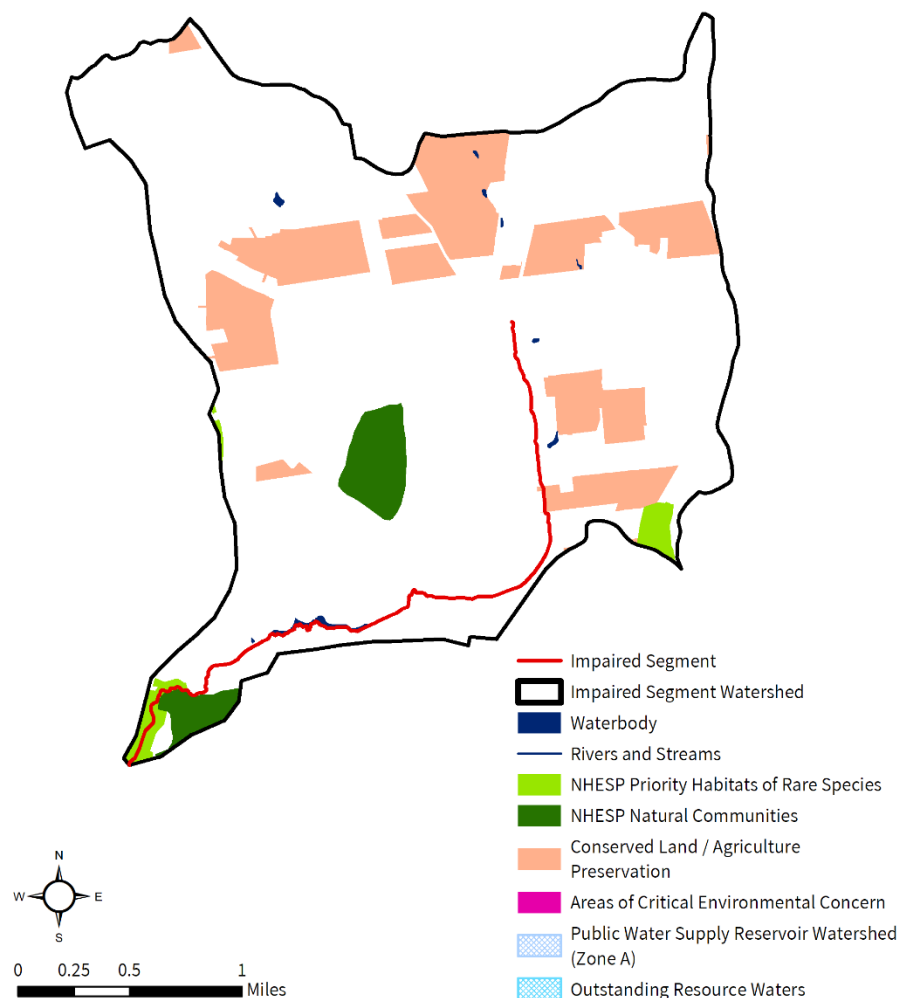 Impaired Segment
Impaired Segment Watershed
Waterbody
Rivers and Streams
NHESP Priority Habitats of Rare Species
NHESP Natural Communities
Conserved Land / Agriculture
Preservation
Areas of Critical Environmental Concern
Public Water Supply Reservoir Watershed
(Zone A)
Outstanding Resource Waters
N
W E
S
0 0.25 0.5 1
Miles